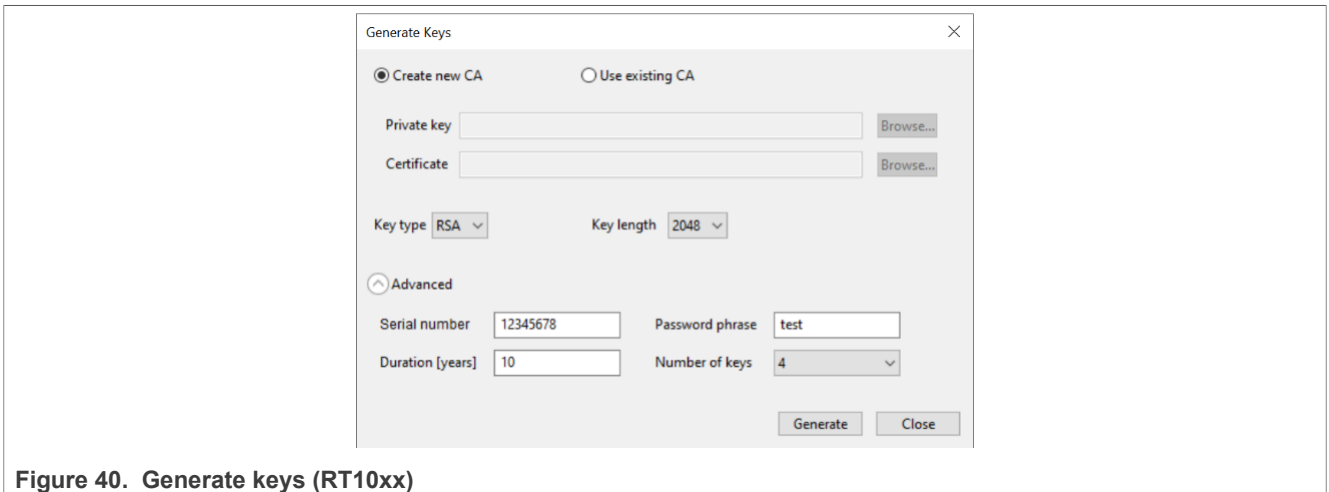 Generate Keys
Create new CA Use existing CA
Private key Browse...
Certificate Browse...
Key type RSA Key length 2048
Advanced
Serial number 12345678 Password phrase test
Duration [years] 10 Number of keys 4
Generate Close
Figure 40. Generate keys (RT10xx)